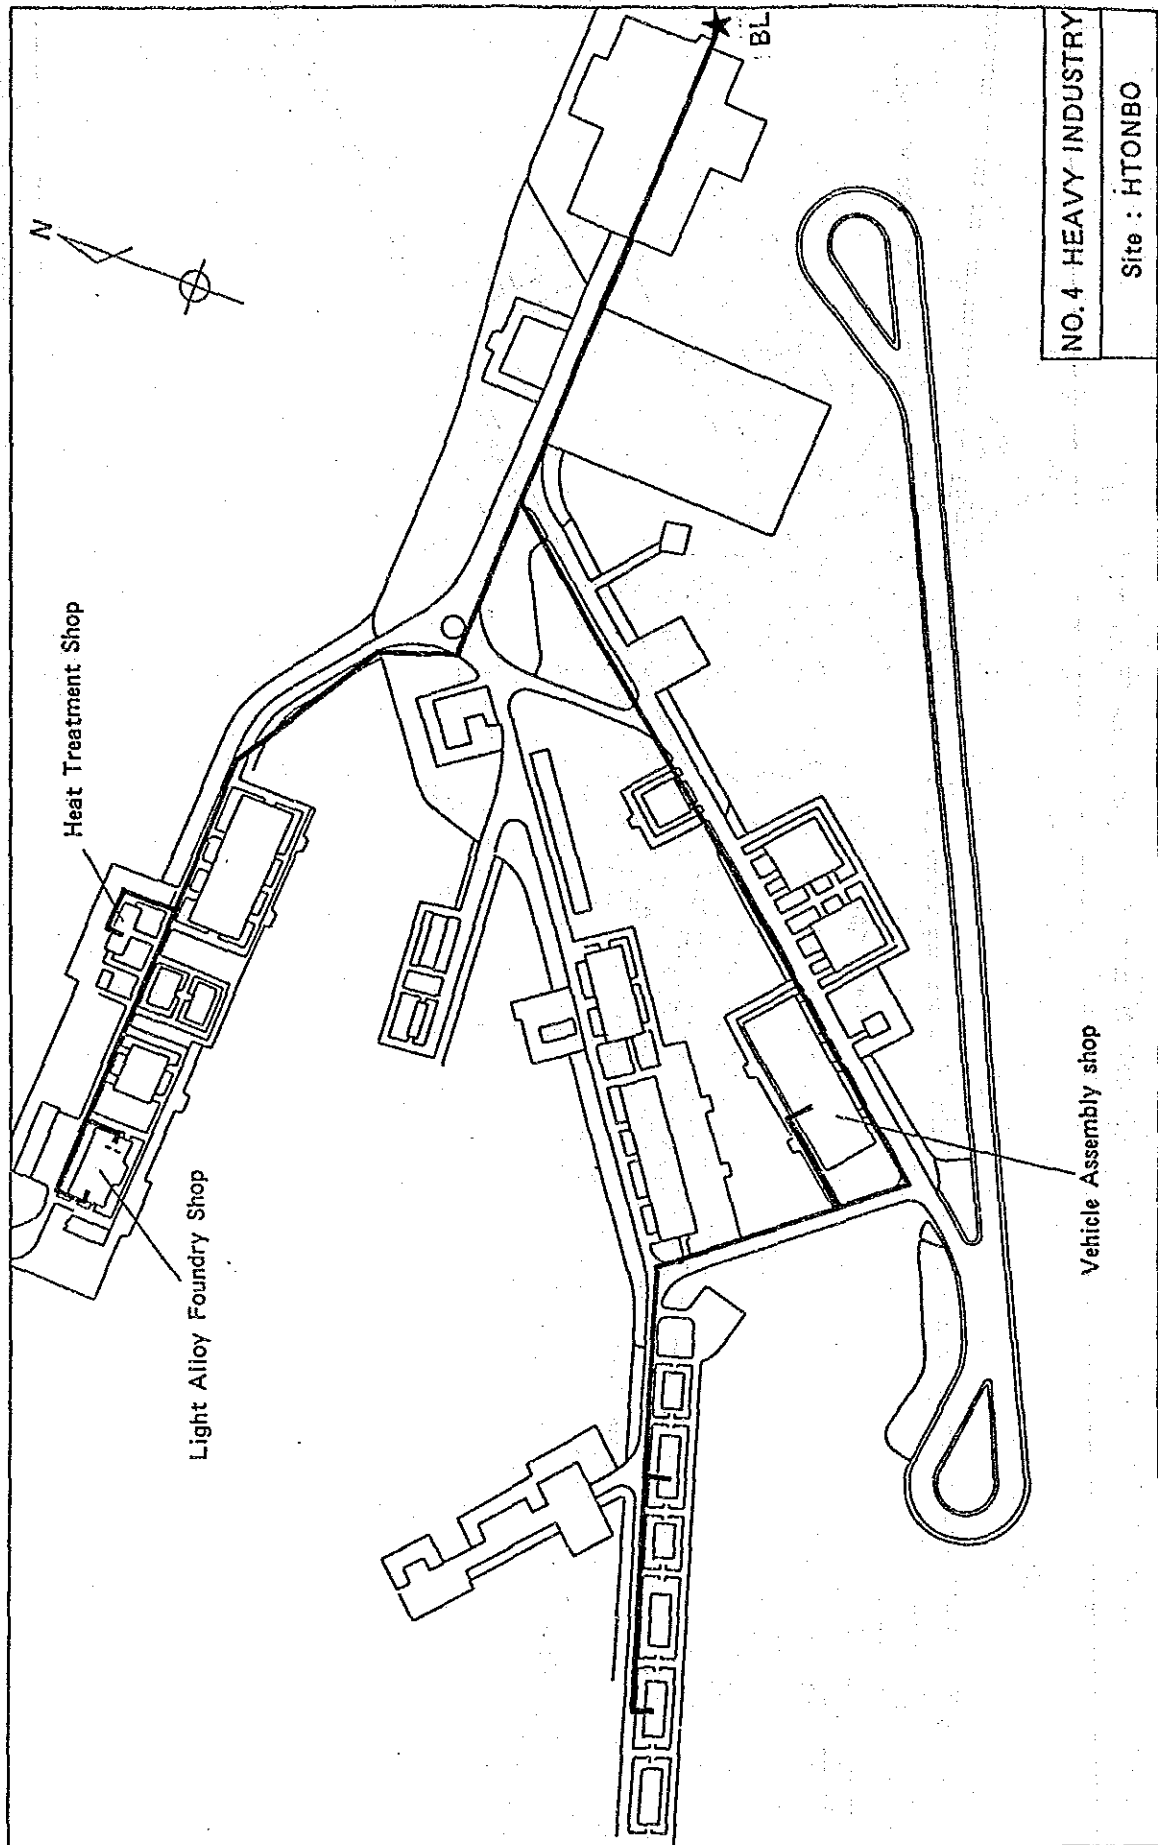 N
BL
Heat Treatment Shop
Light Alloy Foundry Shop
Vehicle Assembly shop
NO.4 HEAVY INDUSTRY
Site : HTONBO